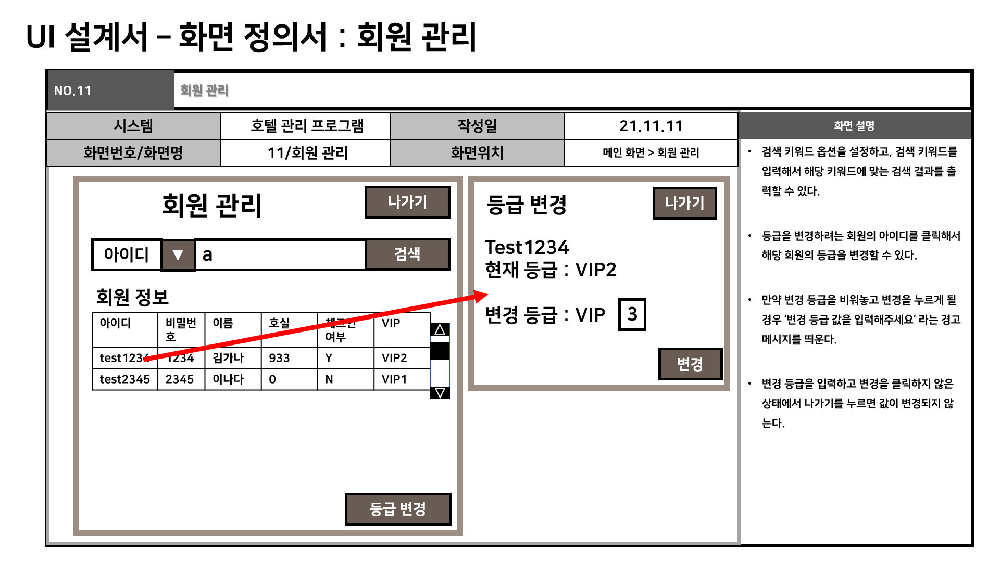 UI 설계서 – 화면 정의서 : 회원 관리
NO.11
회원 관리
시스템
호텔 관리 프로그램
작성일
21.11.11
화면번호/화면명
11/회원 관리
화면위치
메인 화면 > 회원 관리
화면 설명
회원 관리
나가기
아이디
▼
a
검색
회원 정보
아이디
비밀번
호
이름
호실
체크인
여부
VIP
test1234
1234
김가나
933
Y
VIP2
test2345
2345
이나다
0
N
VIP1
등급 변경
등급 변경
나가기
Test1234
현재 등급 : VIP2
변경 등급 : VIP
3
변경
• 검색 키워드 옵션을 설정하고, 검색 키워드를
입력해서 해당 키워드에 맞는 검색 결과를 출
력할 수 있다.
• 등급을 변경하려는 회원의 아이디를 클릭해서
해당 회원의 등급을 변경할 수 있다.
• 만약 변경 등급을 비워놓고 변경을 누르게 될
경우 ‘변경 등급 값을 입력해주세요‘ 라는 경고
메시지를 띄운다.
• 변경 등급을 입력하고 변경을 클릭하지 않은
상태에서 나가기를 누르면 값이 변경되지 않
는다.